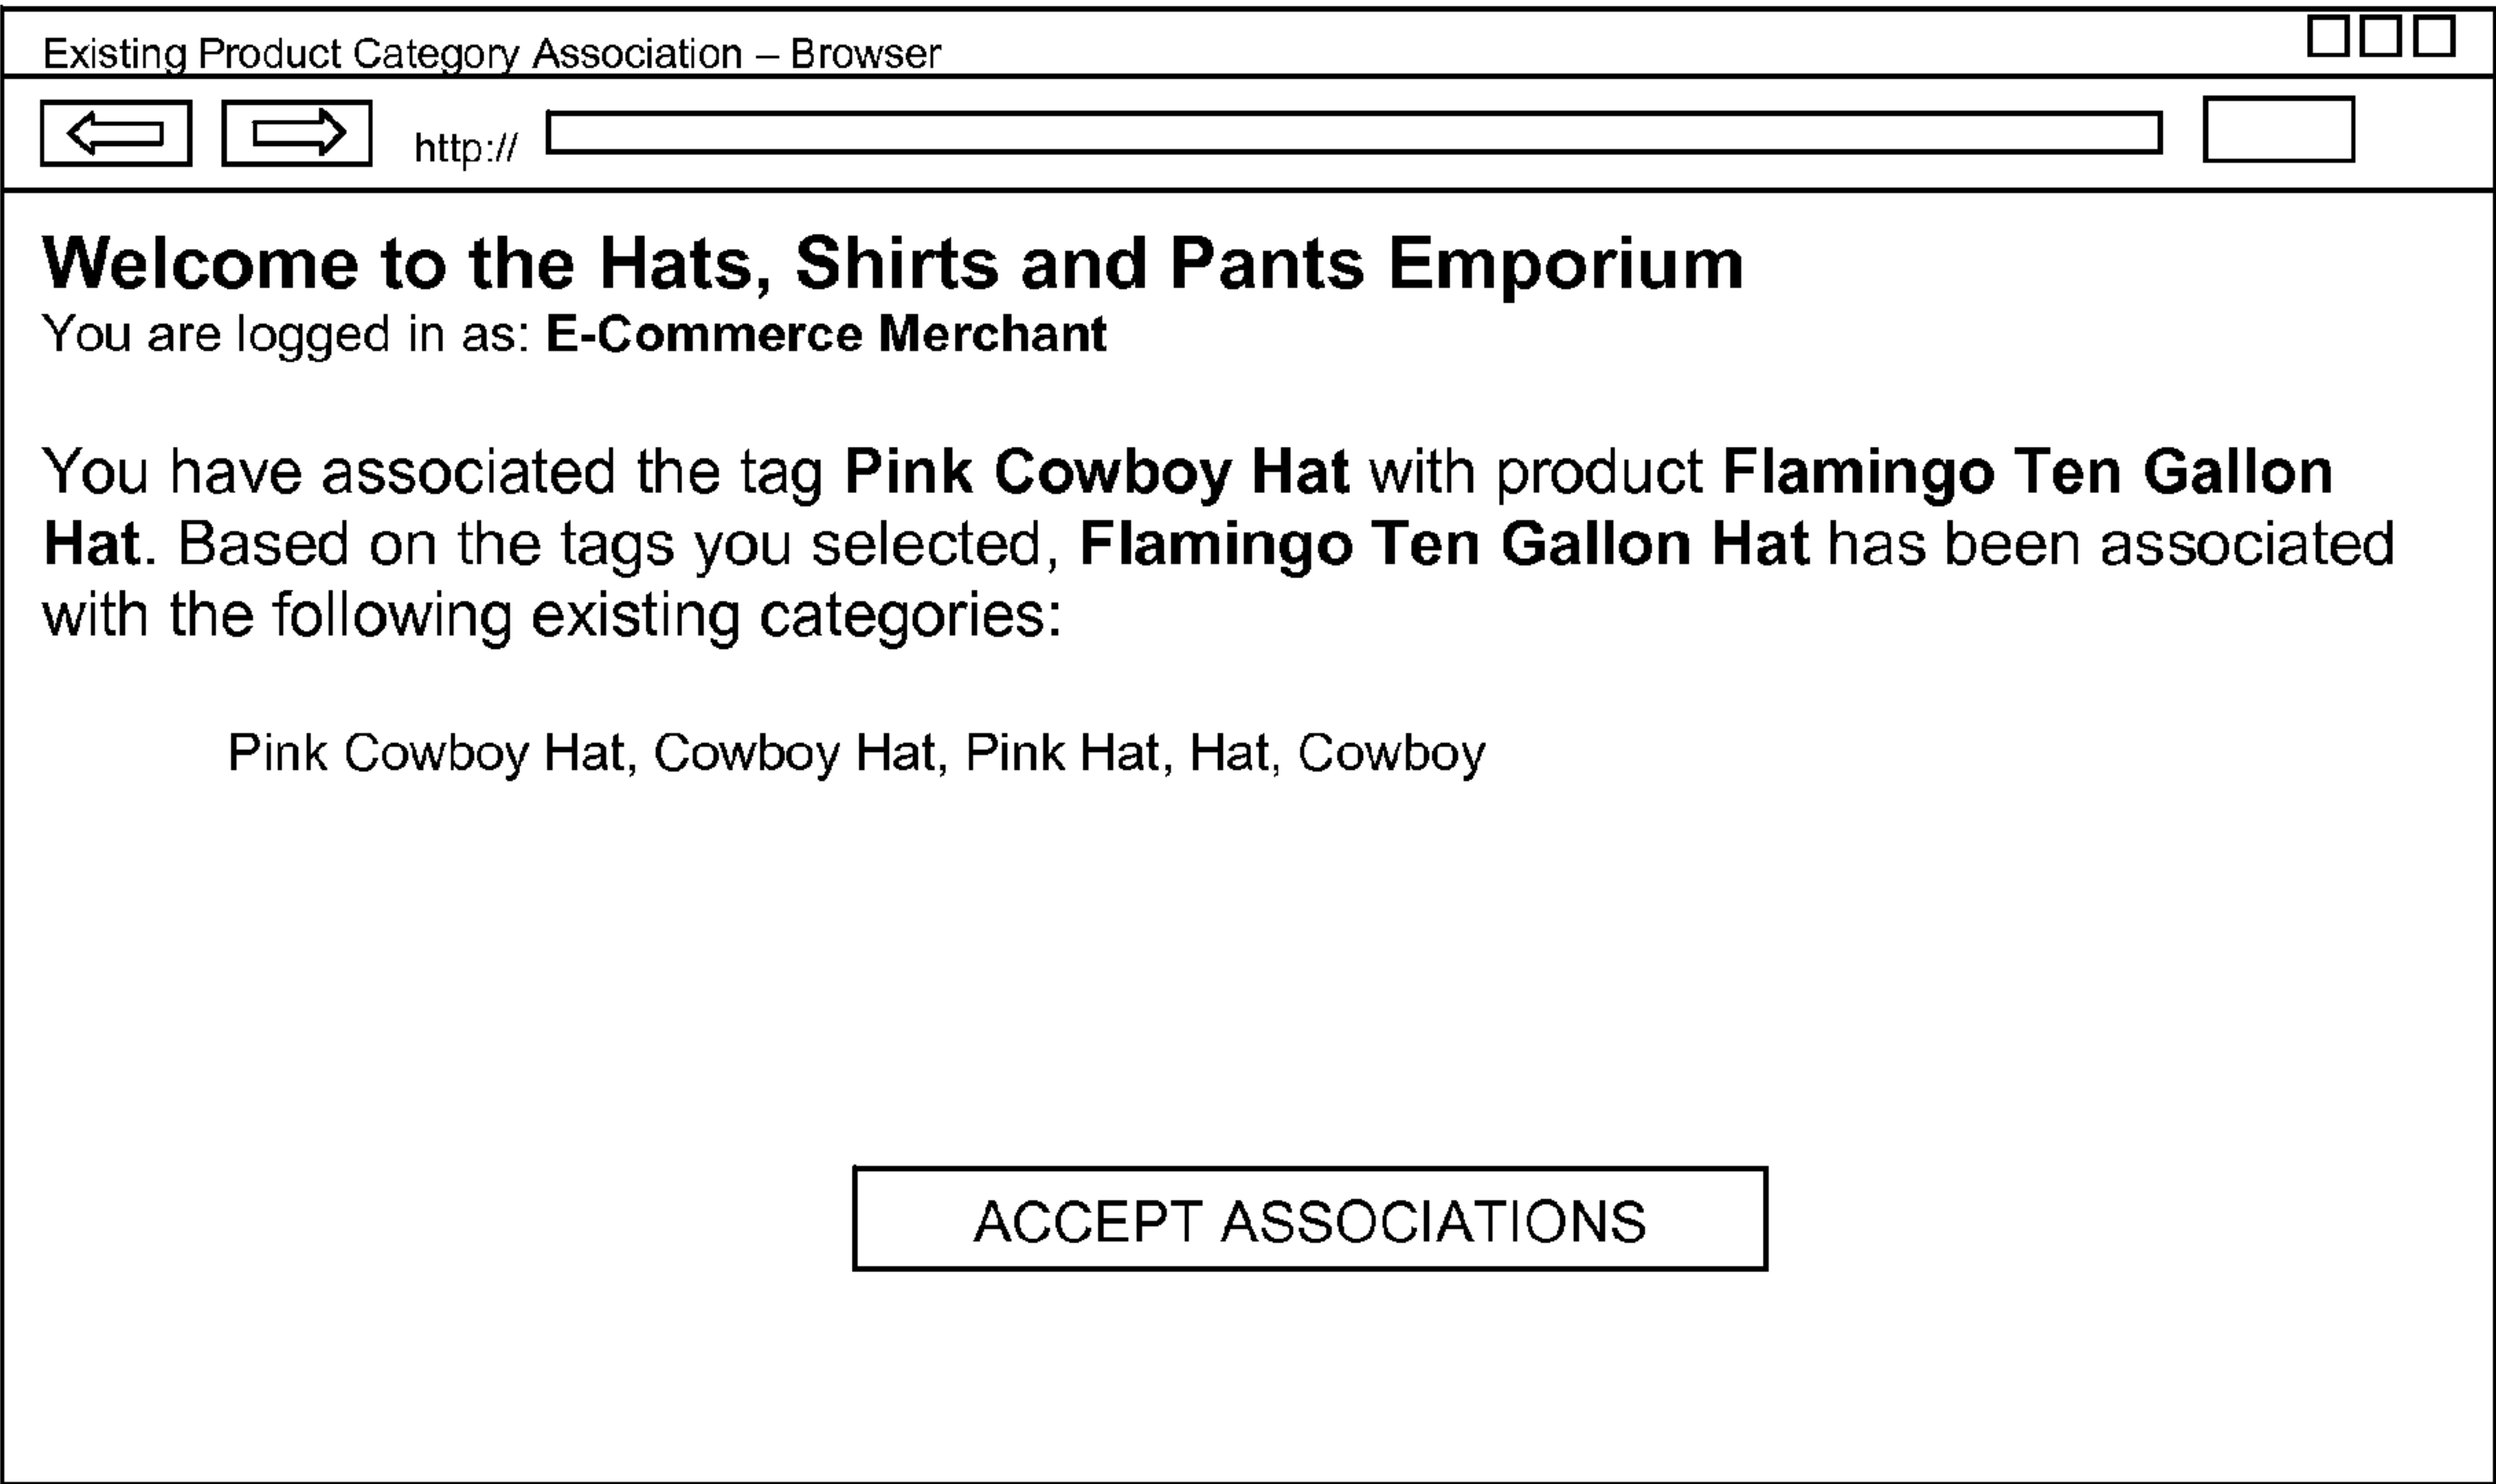 Existing Product Category Association – Browser
http://
Welcome to the Hats, Shirts and Pants Emporium
You are logged in as: E-Commerce Merchant
You have associated the tag Pink Cowboy Hat with product Flamingo Ten Gallon
Hat. Based on the tags you selected, Flamingo Ten Gallon Hat has been associated
with the following existing categories:
Pink Cowboy Hat, Cowboy Hat, Pink Hat, Hat, Cowboy
ACCEPT ASSOCIATIONS